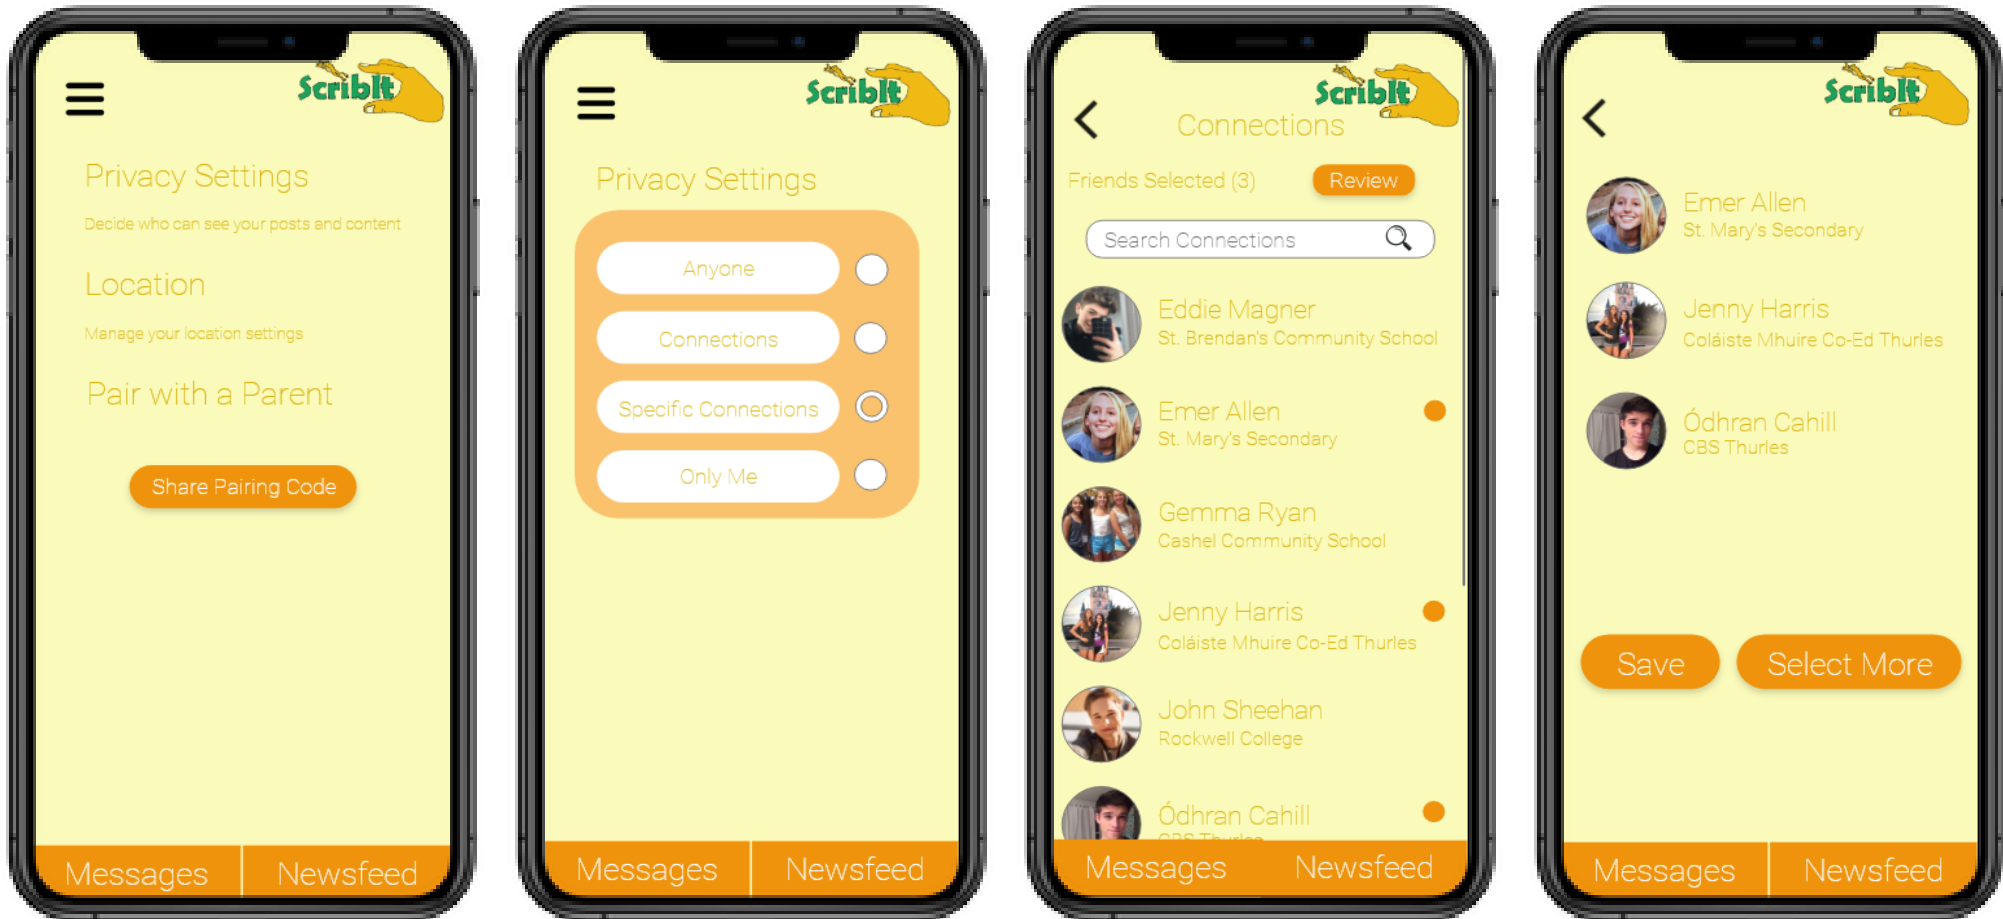 ScribIt
Privacy Settings
Decide who can see your posts and content
Location
Manage your location settings
Pair with a Parent
Share Pairing Code
Messages
Newsfeed
ScribIt
Privacy Settings
Anyone
Connections
Specific Connections
Only Me
Messages
Newsfeed
ScribIt
Connections
Friends Selected (3)
Review
Search Connections
Eddie Magner
St. Brendan's Community School
Emer Allen
St. Mary's Secondary
Gemma Ryan
Cashel Community School
Jenny Harris
Coláiste Mhuire Co-Ed Thurles
John Sheehan
Rockwell College
Ódhran Cahill
CBS Thurles
Messages
Newsfeed
ScribIt
Emer Allen
St. Mary's Secondary
Jenny Harris
Coláiste Mhuire Co-Ed Thurles
Ódhran Cahill
CBS Thurles
Save
Select More
Messages
Newsfeed